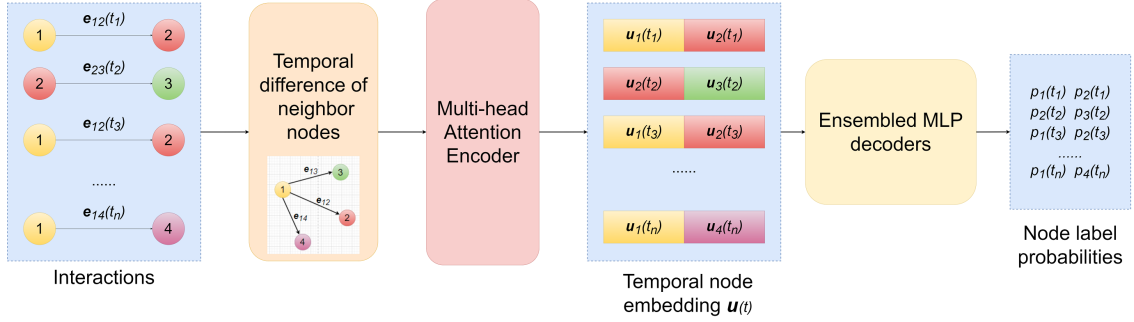 e12(t1)
1 2
e23(t2)
2 3
e12(t3)
1 2
......
e14(tn)
1 4
Interactions
Temporal
difference of
neighbor
nodes
e13
3
1
e12
e14
2
4
Multi-head
Attention
Encoder
u1(t1) u2(t1)
u2(t2) u3(t2)
u1(t3) u2(t3)
......
u1(tn) u4(tn)
Temporal node
embedding u(t)
Ensembled MLP
decoders
p1(t1) p2(t1)
p2(t2) p3(t2)
p1(t3) p2(t3)
......
p1(tn) p4(tn)
Node label
probabilities